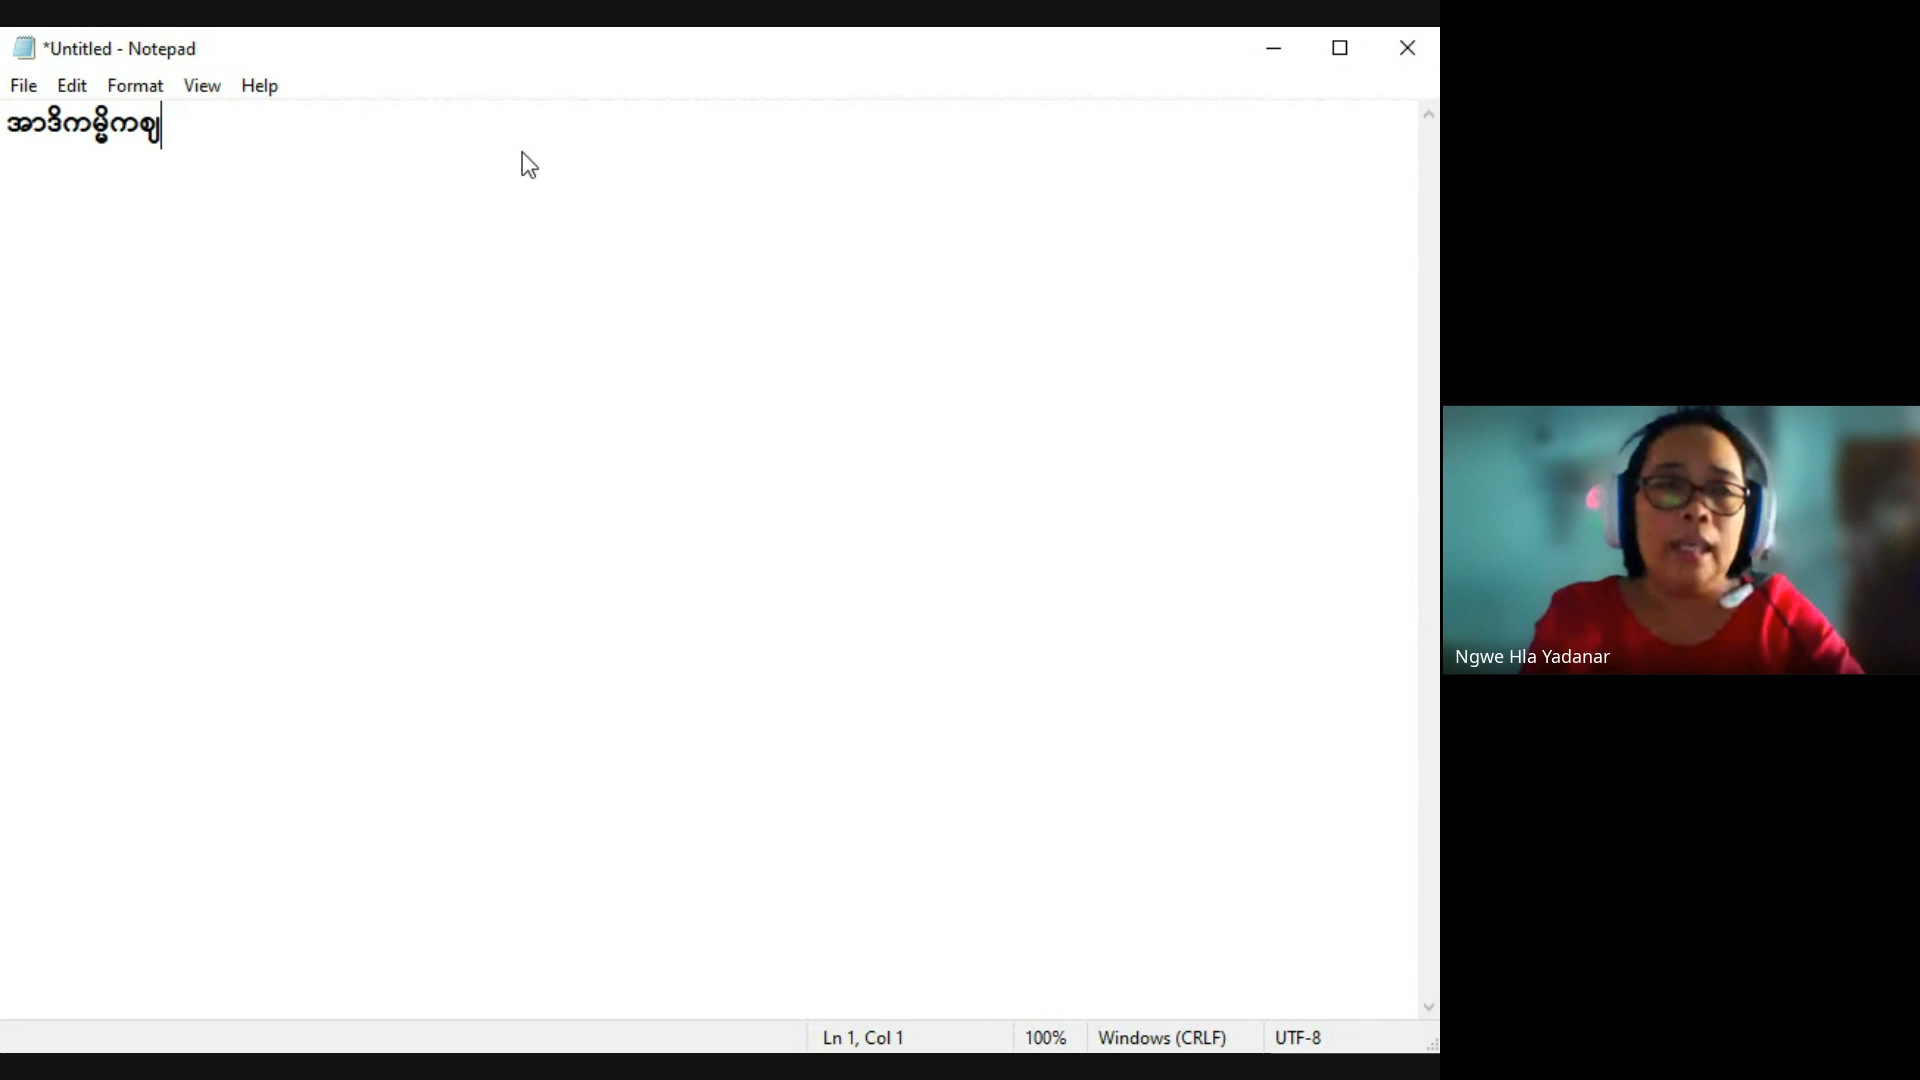 *Untitled - Notepad
File Edit Format View Help
အာဒိကမ္မိကဈ
Ngwe Hla Yadanar
Ln 1, Col 1 100% Windows (CRLF) UTF-8